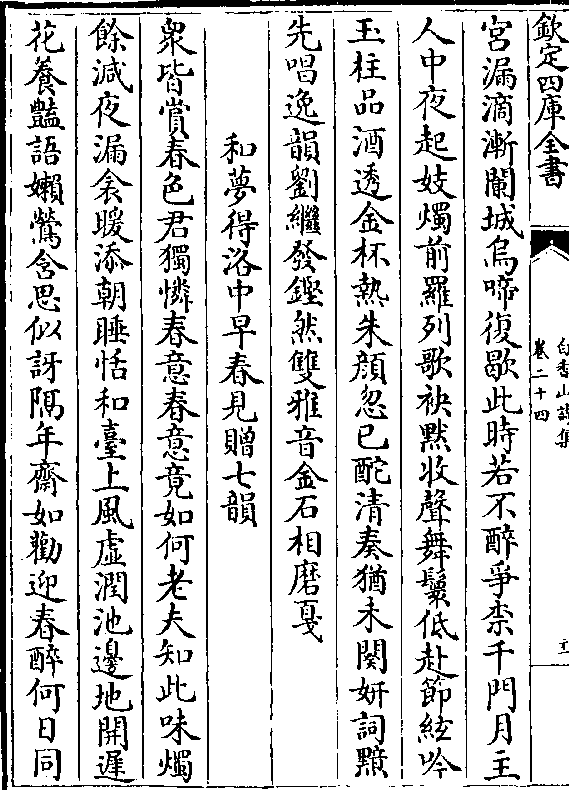 欽定四庫全書
白香山詩集
卷二十四
宮漏滴漸闌城烏啼復歇此時若不醉爭柰千門月主
人中夜起妓燭前羅列歌袂黙收聲舞鬟低赴節絃吟
玉柱品酒透金杯熱朱顔忽已酡清奏猶未闋妍詞黯
先唱逸韻劉繼發鏗然雙雅音金石相磨戛
和夢得洛中早春見贈七韻
衆皆賞春色君獨憐春意春意竟如何老夫知此味燭
餘減夜漏衾暖添朝睡恬和臺上風虛潤池邊地開遲
花養豔語嬾鶯含思似訝隔年齋如勸迎春醉何日同